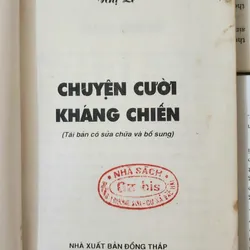 CHUYỆN CƯỜI
KHÁNG CHIẾN
(Tái bản có sửa chữa và bổ sung)
NHÀ SÁCH
bis
NHÀ XUẤT BẢN ĐỒNG THÁP